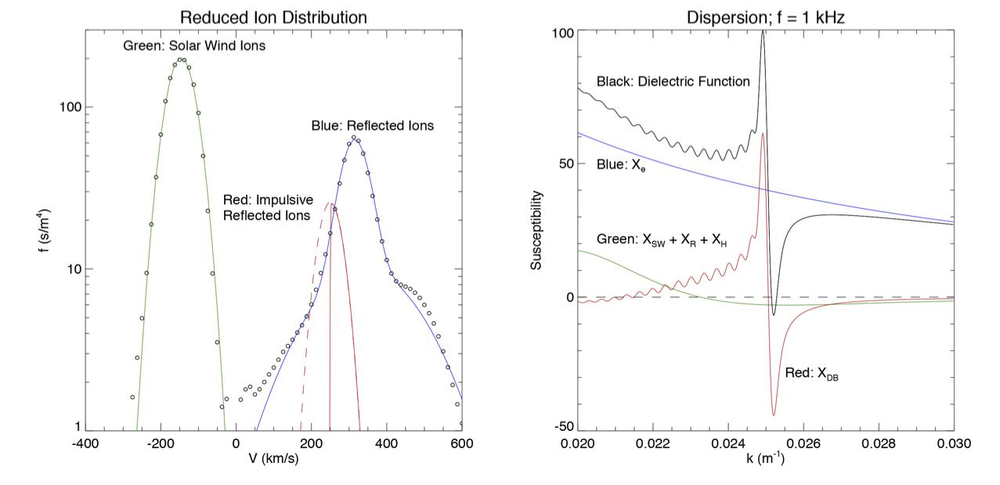 Reduced Ion Distribution
Green: Solar Wind Ions
Blue: Reflected Ions
Red: Impulsive
Reflected Ions
f (s/m⁴)
100
10
1
-400 -200 0 200 400 600
V (km/s)
Dispersion; f = 1 kHz
Black: Dielectric Function
Blue: Xₑ
Green: X_SW + X_R + X_H
Red: X_DB
Susceptibility
100
50
0
-50
0.020 0.022 0.024 0.026 0.028 0.030
k (m⁻¹)